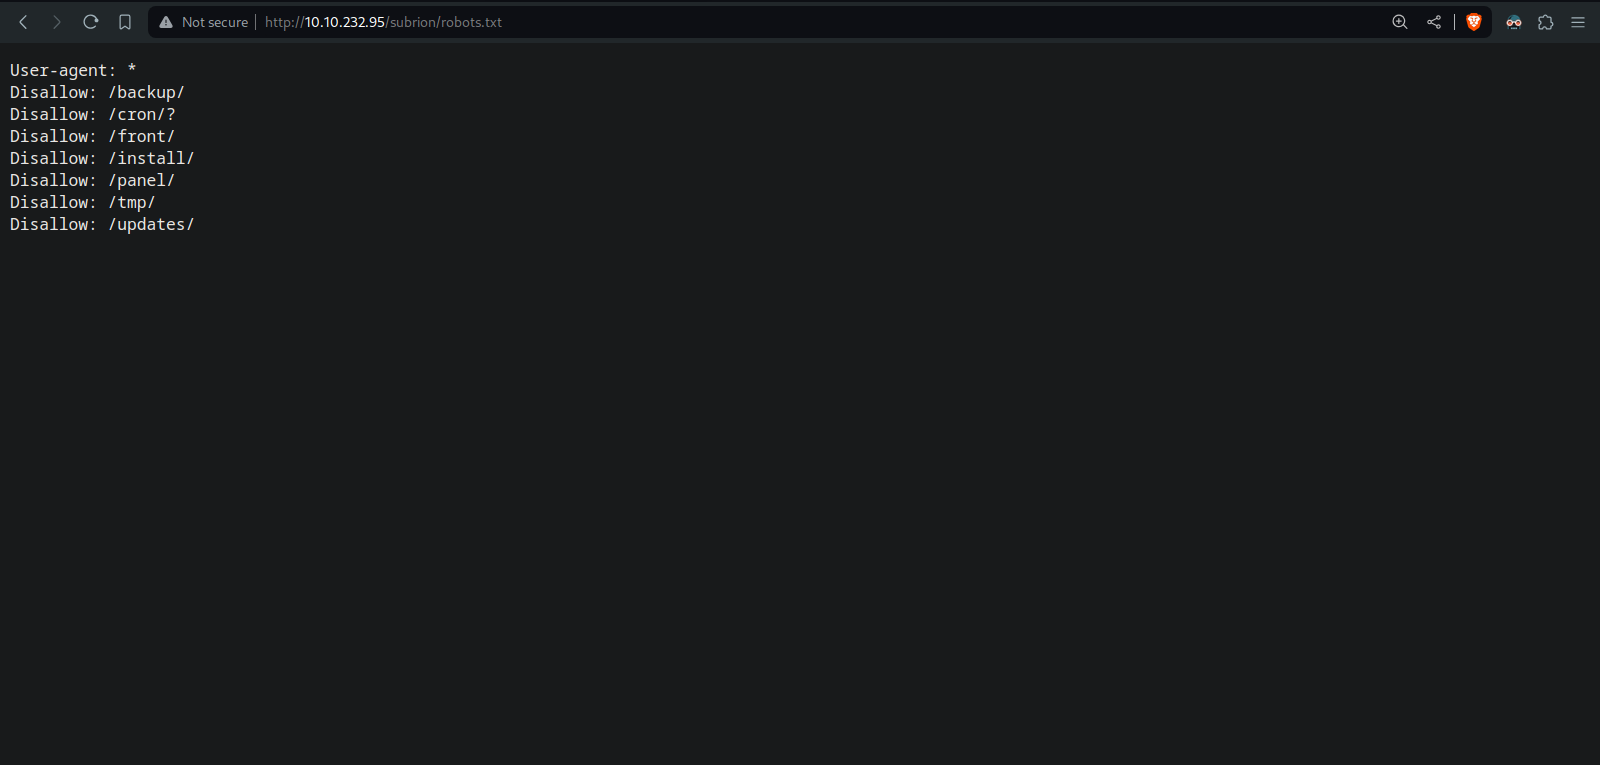 Not secure http://10.10.232.95/subrion/robots.txt
User-agent: *
Disallow: /backup/
Disallow: /cron/?
Disallow: /front/
Disallow: /install/
Disallow: /panel/
Disallow: /tmp/
Disallow: /updates/